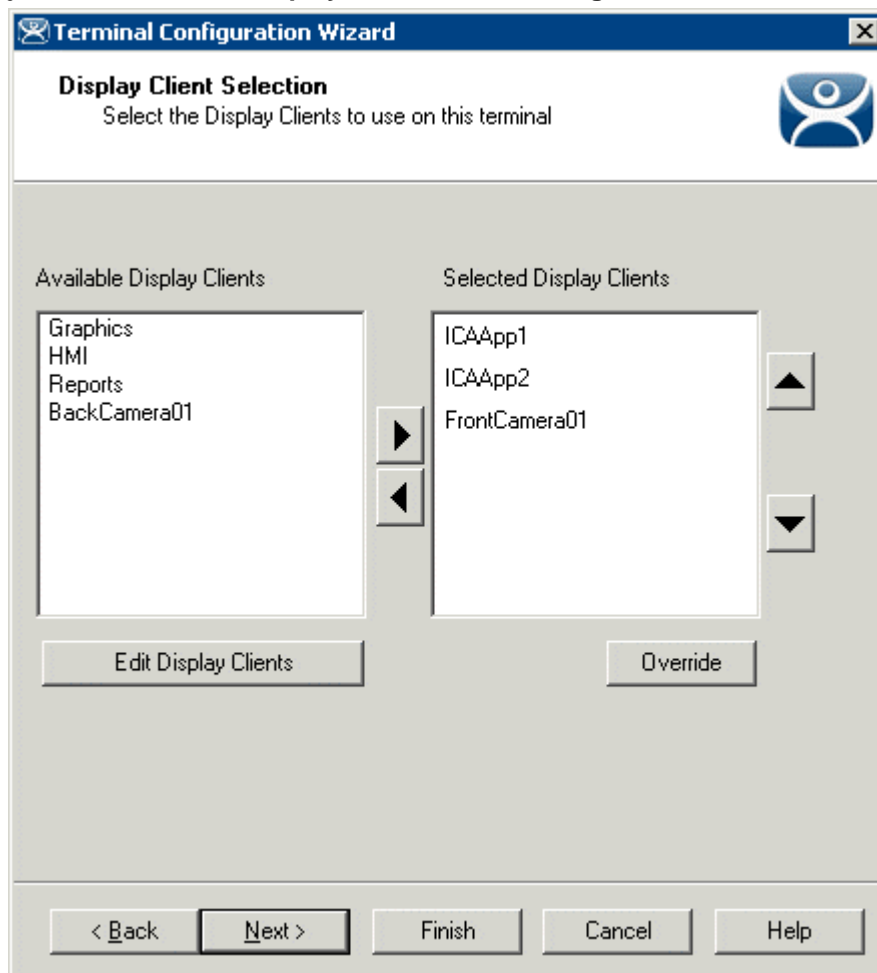 Terminal Configuration Wizard
Display Client Selection
Select the Display Clients to use on this terminal
Available Display Clients
Graphics
HMI
Reports
BackCamera01
Selected Display Clients
ICAApp1
ICAApp2
FrontCamera01
Edit Display Clients
Override
< Back
Next >
Finish
Cancel
Help